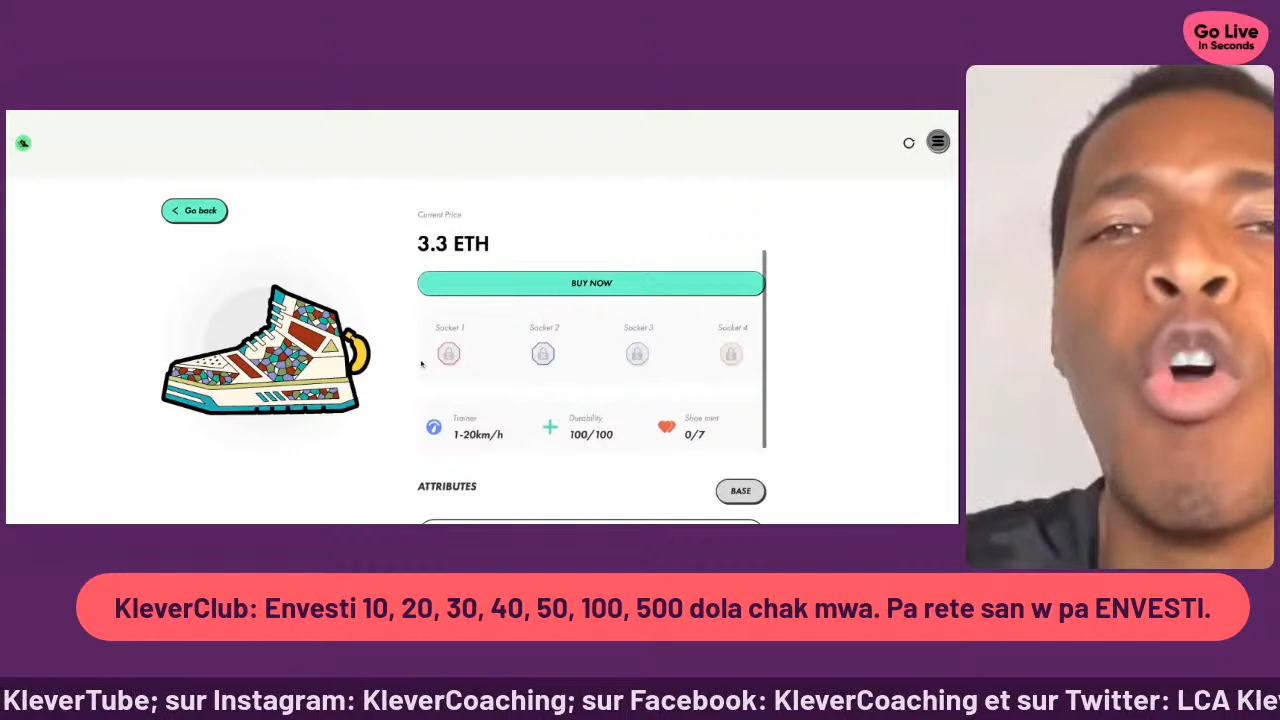 Go Live
In Seconds
Go back
Current Price
3.3 ETH
BUY NOW
Socket 1
Socket 2
Socket 3
Socket 4
Trainer
1-20km/h
Durability
100/100
Shoe mint
0/7
ATTRIBUTES
BASE
KleverClub: Envesti 10, 20, 30, 40, 50, 100, 500 dola chak mwa. Pa rete san w pa ENVESTI.
KleverTube; sur Instagram: KleverCoaching; sur Facebook: KleverCoaching et sur Twitter: LCA Kle